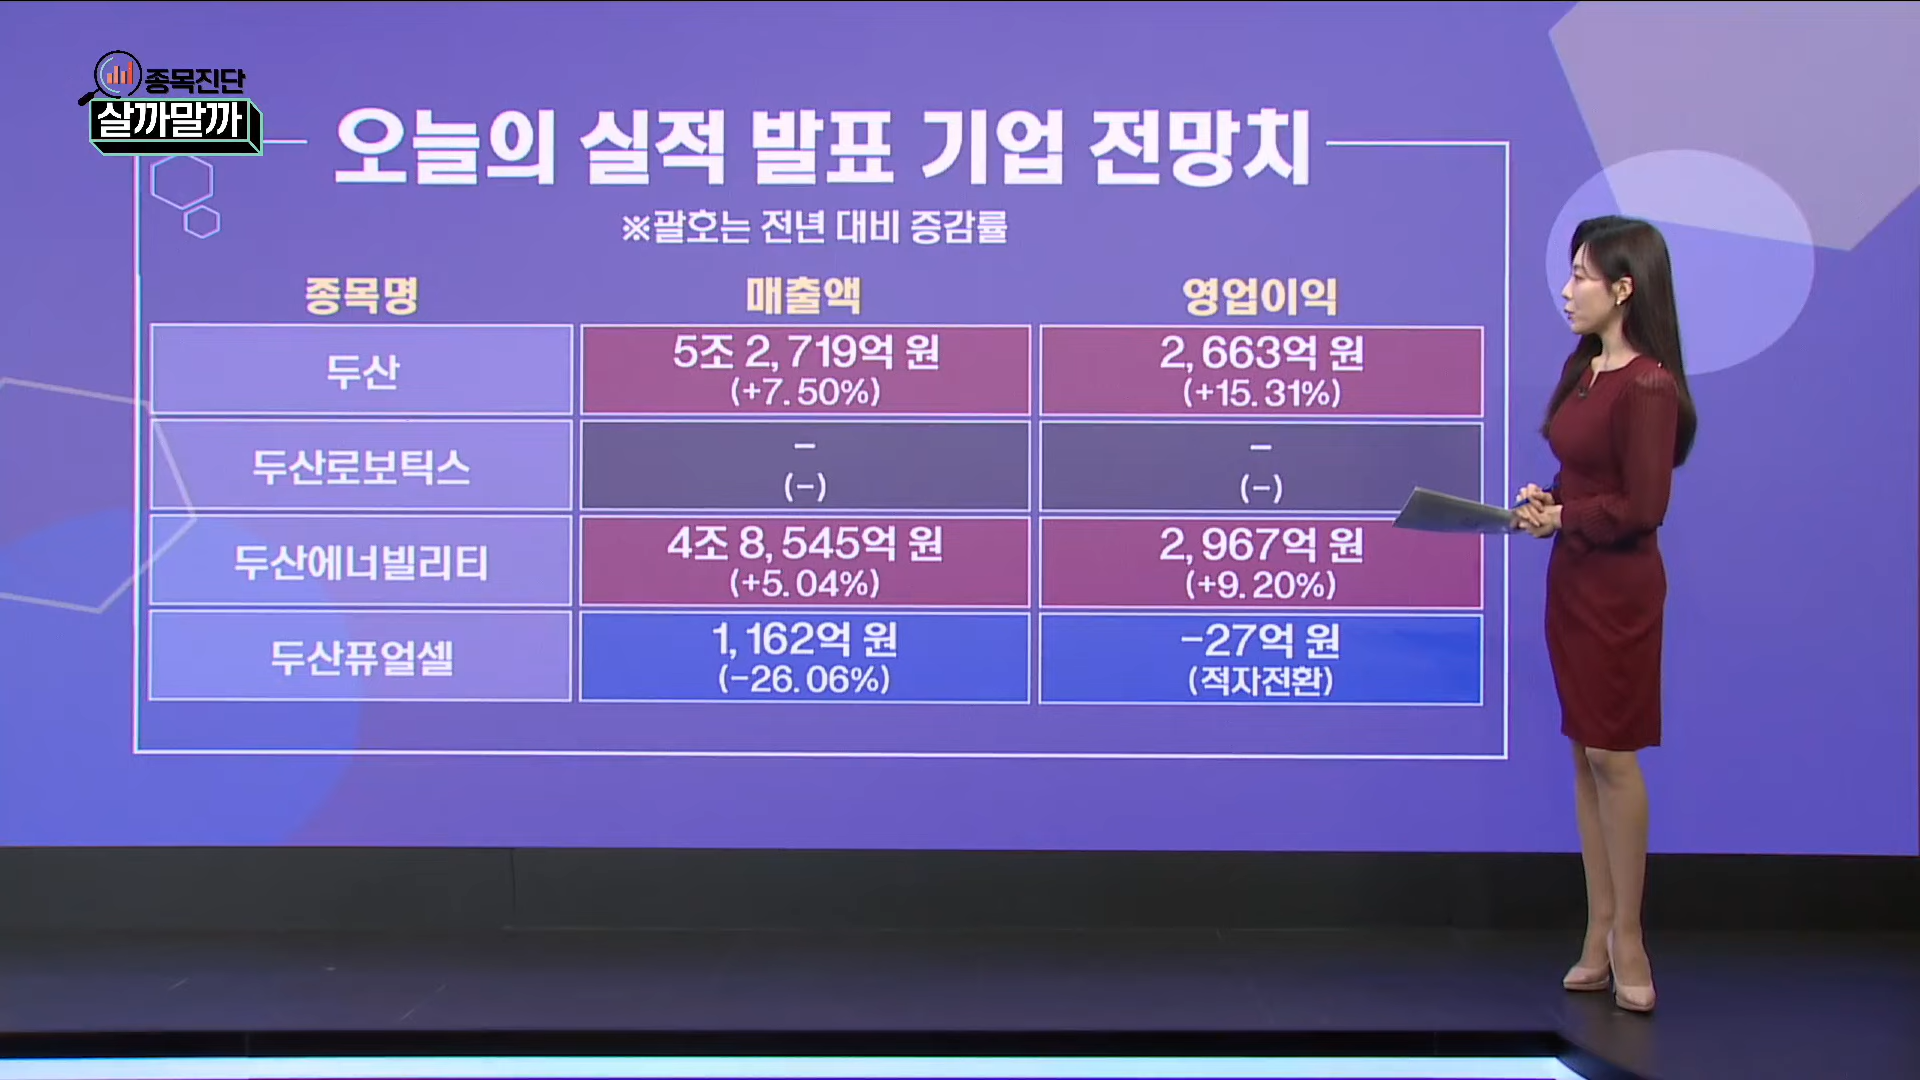 종목진단
살까말까
오늘의 실적 발표 기업 전망치
※괄호는 전년 대비 증감률
종목명 매출액 영업이익
두산 5조 2,719억 원 2,663억 원
(+7.50%) (+15.31%)
두산로보틱스 - -
(-) (-)
두산에너빌리티 4조 8,545억 원 2,967억 원
(+5.04%) (+9.20%)
두산퓨얼셀 1,162억 원 -27억 원
(-26.06%) (적자전환)